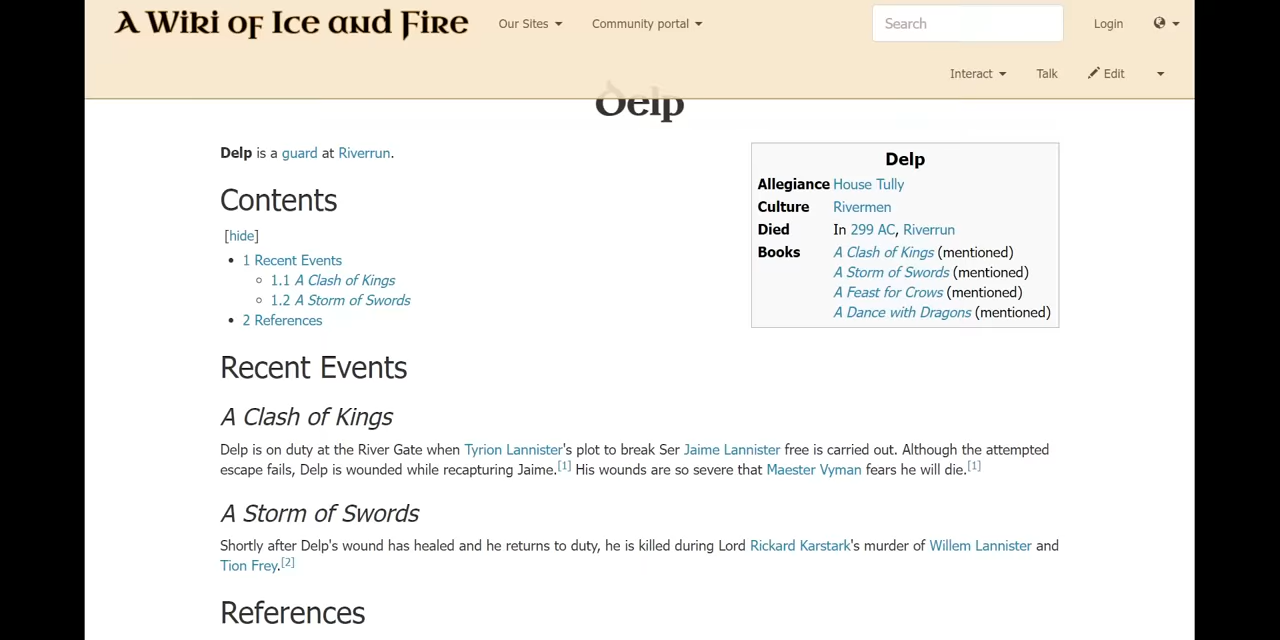 A Wiki of Ice and Fire
Our Sites
Community portal
Search
Login
Interact
Talk
Edit
Delp
Delp is a guard at Riverrun.
Delp
Allegiance House Tully
Culture Rivermen
Died In 299 AC, Riverrun
Books A Clash of Kings (mentioned)
A Storm of Swords (mentioned)
A Feast for Crows (mentioned)
A Dance with Dragons (mentioned)
Contents
[hide]
1 Recent Events
1.1 A Clash of Kings
1.2 A Storm of Swords
2 References
Recent Events
A Clash of Kings
Delp is on duty at the River Gate when Tyrion Lannister's plot to break Ser Jaime Lannister free is carried out. Although the attempted
escape fails, Delp is wounded while recapturing Jaime.[1] His wounds are so severe that Maester Vyman fears he will die.[1]
A Storm of Swords
Shortly after Delp's wound has healed and he returns to duty, he is killed during Lord Rickard Karstark's murder of Willem Lannister and
Tion Frey.[2]
References